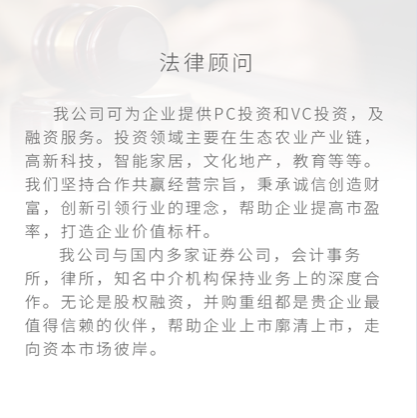 法律顾问
我公司可为企业提供PC投资和VC投资，及
融资服务。投资领域主要在生态农业产业链，
高新科技，智能家居，文化地产，教育等等。
我们坚持合作共赢经营宗旨，秉承诚信创造财
富，创新引领行业的理念，帮助企业提高市盈
率，打造企业价值标杆。
我公司与国内多家证券公司，会计事务
所，律所，知名中介机构保持业务上的深度合
作。无论是股权融资，并购重组都是贵企业最
值得信赖的伙伴，帮助企业上市廓清上市，走
向资本市场彼岸。